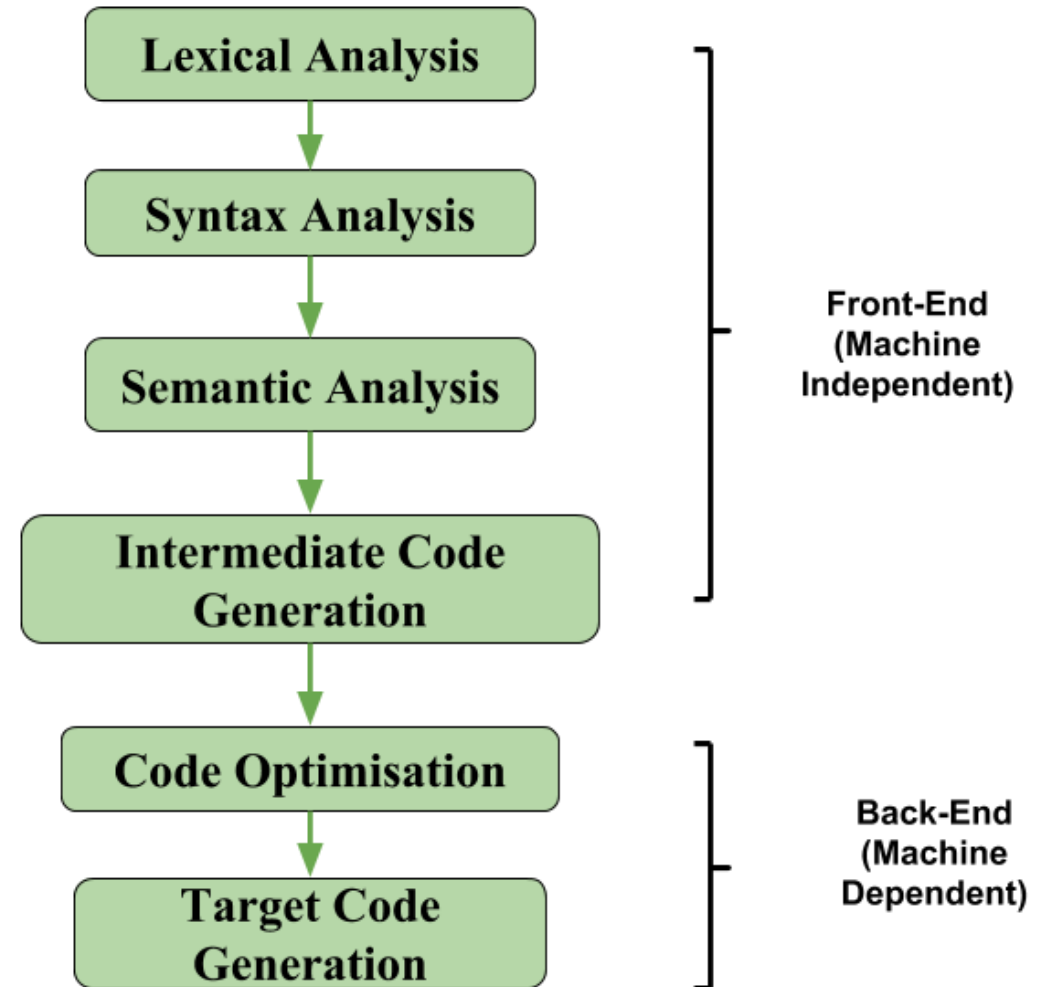 Lexical Analysis
Syntax Analysis
Semantic Analysis
Intermediate Code
Generation
Front-End
(Machine
Independent)
Code Optimisation
Target Code
Generation
Back-End
(Machine
Dependent)